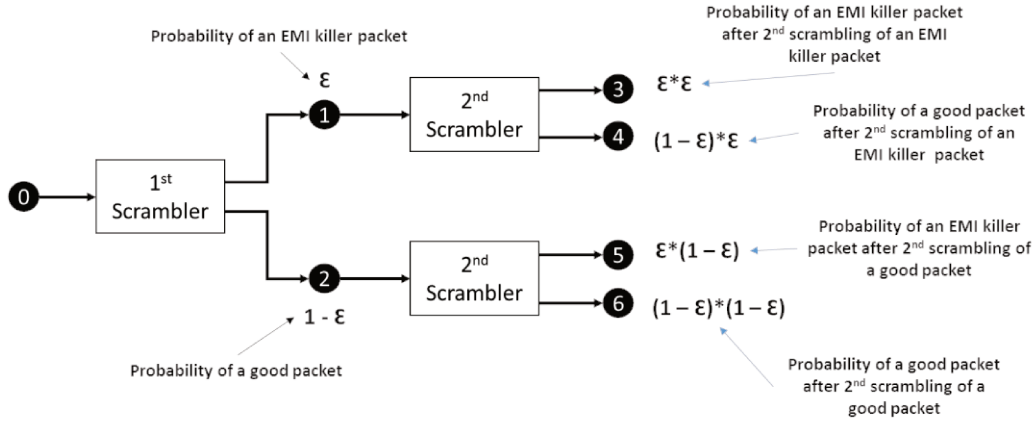 Probability of an EMI killer packet
after 2nd scrambling of an EMI
killer packet
Probability of an EMI killer packet
Ɛ
1
2nd
Scrambler
3
Ɛ*Ɛ
4
(1 – Ɛ)*Ɛ
Probability of a good packet
after 2nd scrambling of an
EMI killer packet
0
1st
Scrambler
2
1 - Ɛ
Probability of a good packet
2nd
Scrambler
5
Ɛ*(1 – Ɛ)
6
(1 – Ɛ)*(1 – Ɛ)
Probability of an EMI killer
packet after 2nd scrambling of
a good packet
Probability of a good packet
after 2nd scrambling of a
good packet